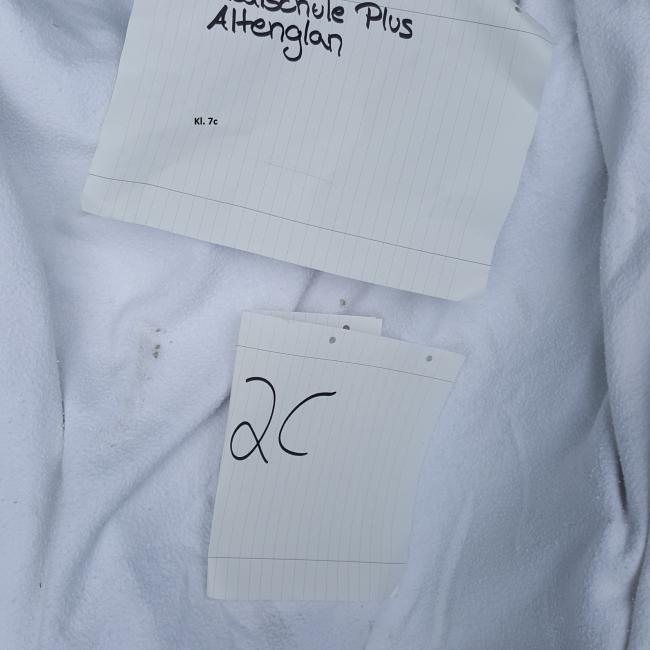 Plus
Altenglan
Kl. 7c
2C